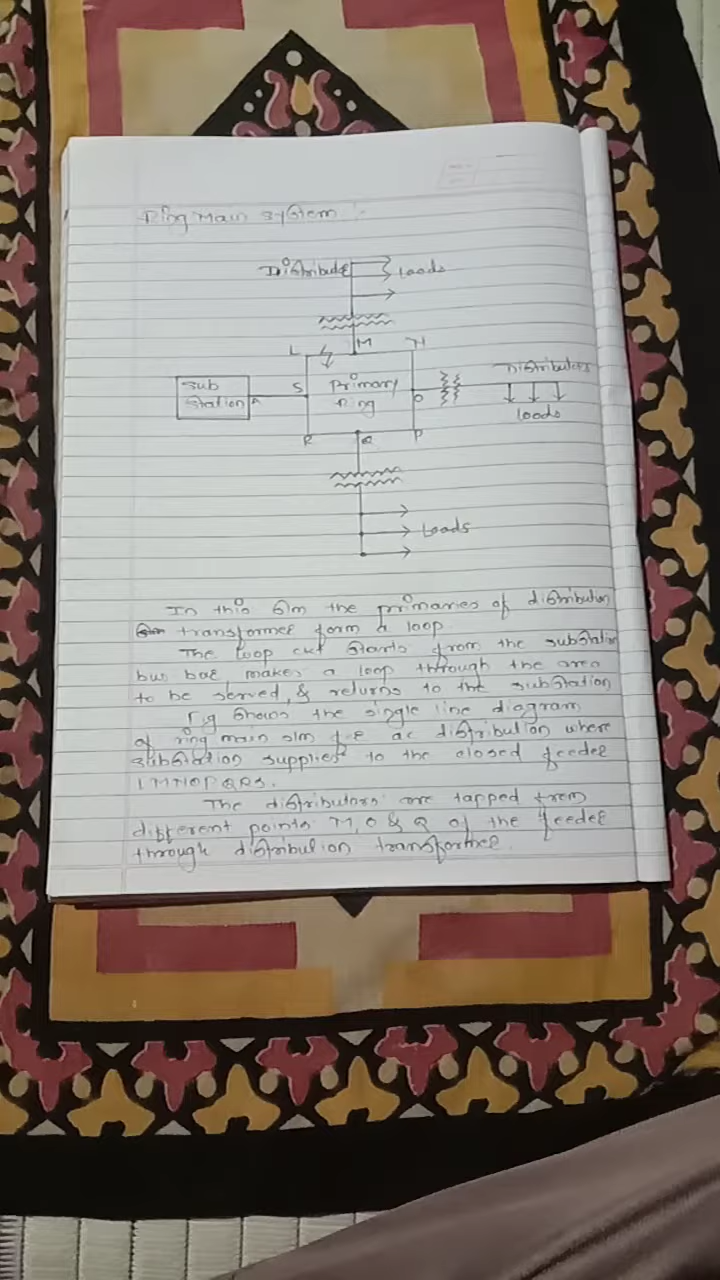 Ring Main System :-
Distributor
Loads
L
M
N
Sub
Station
A
S
Primary
Ring
O
Distributors
Loads
R
Q
P
Loads
In this s/m the primaries of distribution
transformer form a loop.
The loop ckt starts from the substation
bus bar, makes a loop through the area
to be served, & returns to the substation
Fig shows the single line diagram
of ring main s/m for ac distribution where
substation supplies to the closed feeder
LMNOPQRS.
The distributors are tapped from
different points M, O & Q of the feeder
through distribution transformer.